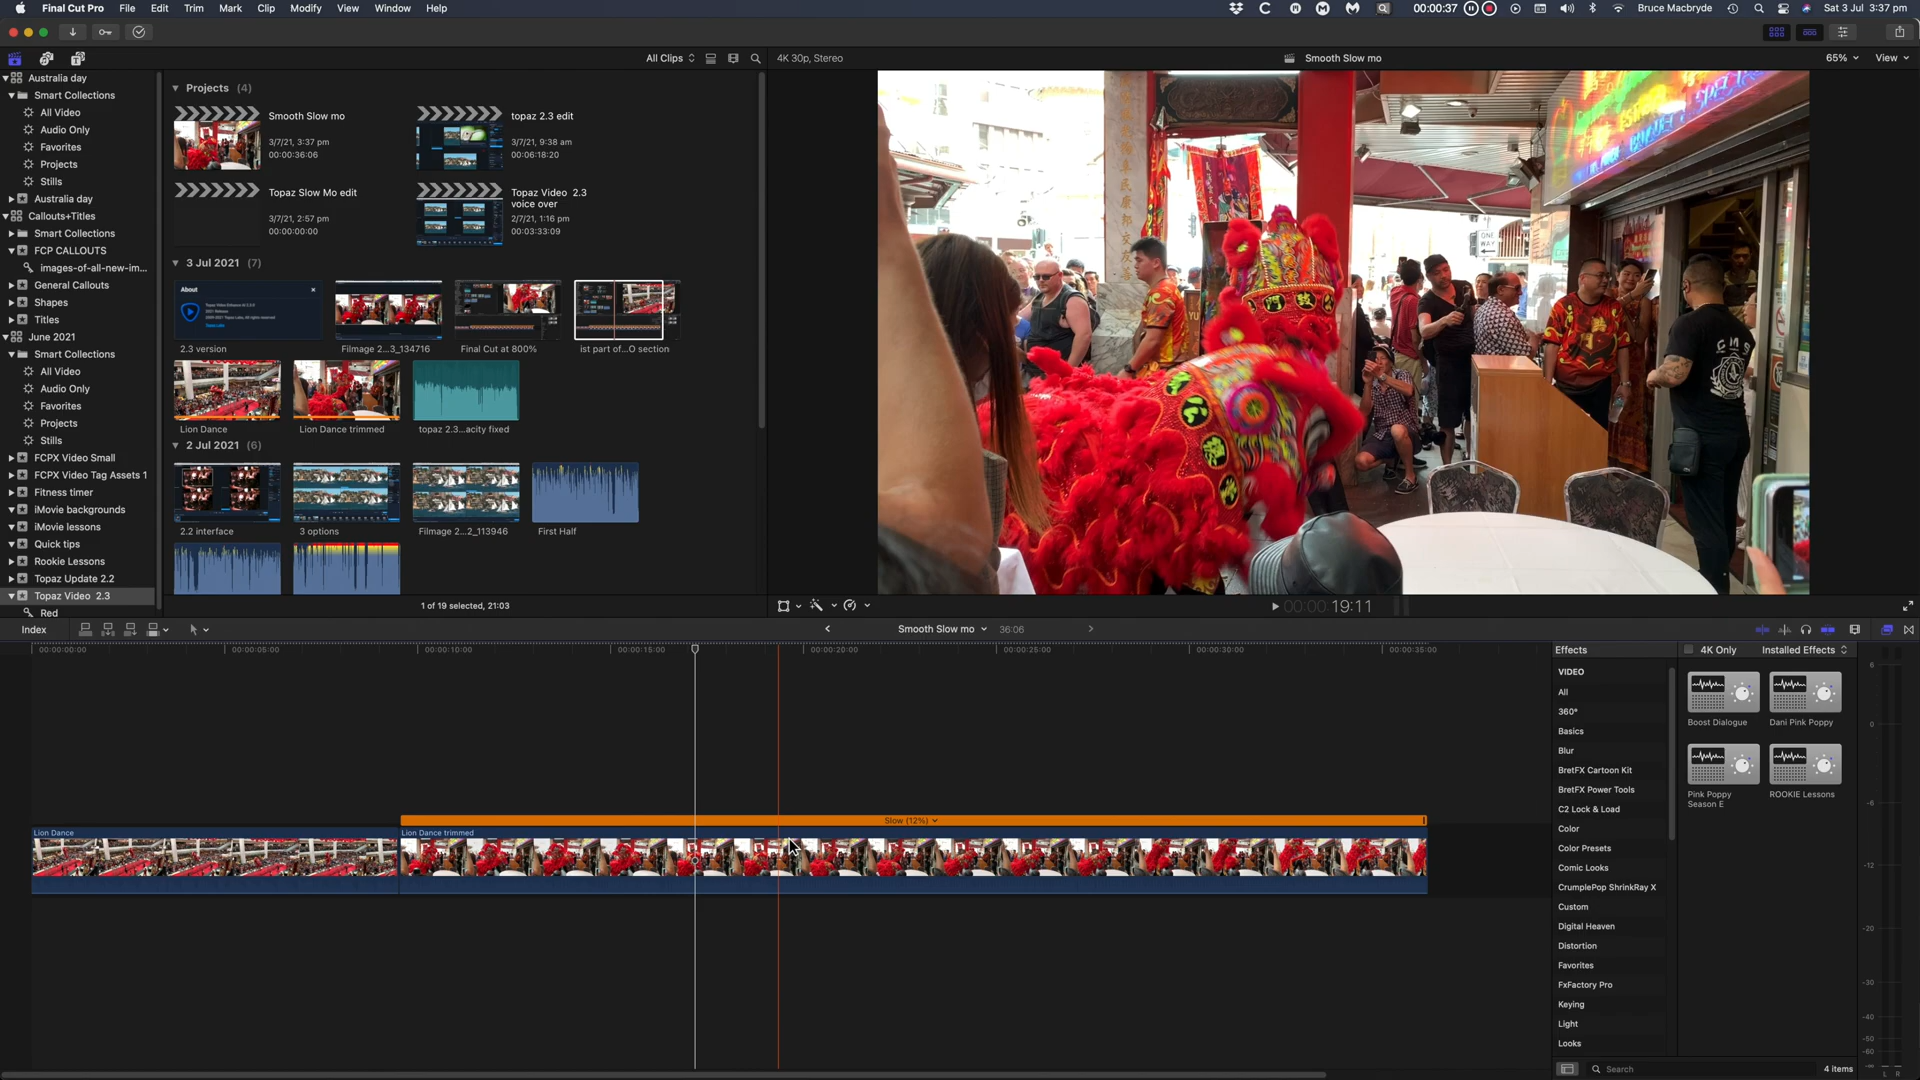 Final Cut Pro File Edit Trim Mark Clip Modify View Window Help
00:00:37 Bruce Macbryde Sat 3 Jul 3:37 pm
All Clips 4K 30p, Stereo Smooth Slow mo 65% View
Australia day
Smart Collections
All Video
Audio Only
Favorites
Projects
Stills
Australia day
Callouts+Titles
Smart Collections
FCP CALLOUTS
images-of-all-new-im...
General Callouts
Shapes
Titles
June 2021
Smart Collections
All Video
Audio Only
Favorites
Projects
Stills
FCPX Video Small
FCPX Video Tag Assets 1
Fitness timer
iMovie backgrounds
iMovie lessons
Quick tips
Rookie Lessons
Topaz Update 2.2
Topaz Video 2.3
Red
Projects (4)
Smooth Slow mo
3/7/21, 3:37 pm
00:00:36:06
topaz 2.3 edit
3/7/21, 9:38 am
00:06:18:20
Topaz Slow Mo edit
3/7/21, 2:57 pm
00:00:00:00
Topaz Video 2.3
voice over
2/7/21, 1:16 pm
00:03:33:09
3 Jul 2021 (7)
About
2.3 version
Filmage 2...3_134716
Final Cut at 800%
ist part of...O section
Lion Dance
Lion Dance trimmed
topaz 2.3...acity fixed
2 Jul 2021 (6)
2.2 interface
3 options
Filmage 2...2_113946
First Half
1 of 19 selected, 21:03
ONE
WAY
00:00:00:19:11
Index
Smooth Slow mo 36:06
00:00:00:00 00:00:05:00 00:00:10:00 00:00:15:00 00:00:20:00 00:00:25:00 00:00:30:00 00:00:35:00
Slow (12%)
Lion Dance
Lion Dance trimmed
Effects
VIDEO
All
360°
Basics
Blur
BretFX Cartoon Kit
BretFX Power Tools
C2 Lock & Load
Color
Color Presets
Comic Looks
CrumplePop ShrinkRay X
Custom
Digital Heaven
Distortion
Favorites
FxFactory Pro
Keying
Light
Looks
4K Only Installed Effects
Boost Dialogue
Dani Pink Poppy
Pink Poppy
Season E
ROOKIE Lessons
Search
4 items
6
0
-6
-12
-20
-30
-40
-50
-60
-∞
L R